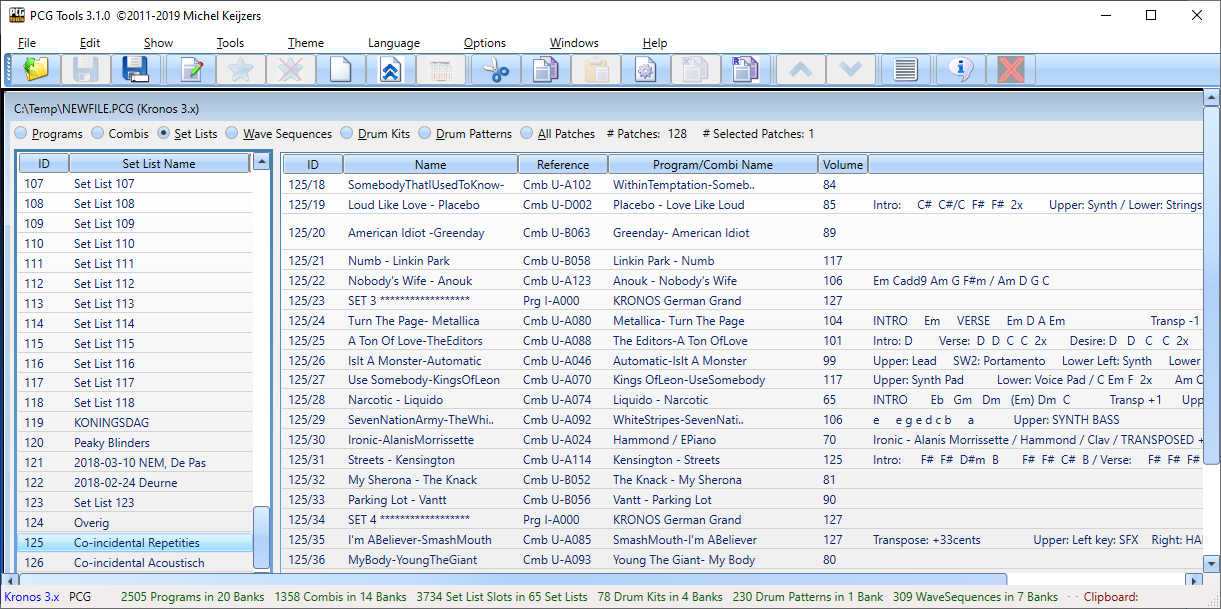 PCG Tools 3.1.0 ©2011-2019 Michel Keijzers
File Edit Show Tools Theme Language Options Windows Help
C:\Temp\NEWFILE.PCG (Kronos 3.x)
Programs Combis Set Lists Wave Sequences Drum Kits Drum Patterns All Patches # Patches: 128 # Selected Patches: 1
ID Set List Name
107 Set List 107
108 Set List 108
109 Set List 109
110 Set List 110
111 Set List 111
112 Set List 112
113 Set List 113
114 Set List 114
115 Set List 115
116 Set List 116
117 Set List 117
118 Set List 118
119 KONINGSDAG
120 Peaky Blinders
121 2018-03-10 NEM, De Pas
122 2018-02-24 Deurne
123 Set List 123
124 Overig
125 Co-incidental Repetities
126 Co-incidental Acoustisch
ID Name Reference Program/Combi Name Volume
125/18 SomebodyThatIUsedToKnow- Cmb U-A102 WithinTemptation-Someb.. 84
125/19 Loud Like Love - Placebo Cmb U-D002 Placebo - Love Like Loud 85 Intro: C# C#/C F# F# 2x Upper: Synth / Lower: Strings
125/20 American Idiot -Greenday Cmb U-B063 Greenday- American Idiot 89
125/21 Numb - Linkin Park Cmb U-B058 Linkin Park - Numb 117
125/22 Nobody's Wife - Anouk Cmb U-A123 Anouk - Nobody's Wife 106 Em Cadd9 Am G F#m / Am D G C
125/23 SET 3 ****************** Prg I-A000 KRONOS German Grand 127
125/24 Turn The Page- Metallica Cmb U-A080 Metallica- Turn The Page 104 INTRO Em VERSE Em D A Em Transp -1
125/25 A Ton Of Love-TheEditors Cmb U-A088 The Editors-A Ton OfLove 101 Intro: D Verse: D D C C 2x Desire: D D C C 2x
125/26 IsIt A Monster-Automatic Cmb U-A046 Automatic-IsIt A Monster 99 Upper: Lead SW2: Portamento Lower Left: Synth Lower
125/27 Use Somebody-KingsOfLeon Cmb U-A070 Kings OfLeon-UseSomebody 117 Upper: Synth Pad Lower: Voice Pad / C Em F 2x Am C
125/28 Narcotic - Liquido Cmb U-A074 Liquido - Narcotic 65 INTRO Eb Gm Dm (Em) Dm C Transp +1 Upp
125/29 SevenNationArmy-TheWhi.. Cmb U-A092 WhiteStripes-SevenNati.. 106 e e g e d c b a Upper: SYNTH BASS
125/30 Ironic-AlanisMorrissette Cmb U-A024 Hammond / EPiano 70 Ironic - Alanis Morrissette / Hammond / Clav / TRANSPOSED +
125/31 Streets - Kensington Cmb U-A114 Kensington - Streets 125 Intro: F# F# D#m B F# F# C# B / Verse: F# F# F#
125/32 My Sherona - The Knack Cmb U-B052 The Knack - My Sherona 81
125/33 Parking Lot - Vantt Cmb U-B056 Vantt - Parking Lot 90
125/34 SET 4 ****************** Prg I-A000 KRONOS German Grand 127
125/35 I'm ABeliever-SmashMouth Cmb U-A085 SmashMouth-I'm ABeliever 127 Transpose: +33cents Upper: Left key: SFX Right: HA
125/36 MyBody-YoungTheGiant Cmb U-A093 Young The Giant- My Body 80
Kronos 3.x PCG 2505 Programs in 20 Banks 1358 Combis in 14 Banks 3734 Set List Slots in 65 Set Lists 78 Drum Kits in 4 Banks 230 Drum Patterns in 1 Bank 309 WaveSequences in 7 Banks Clipboard: